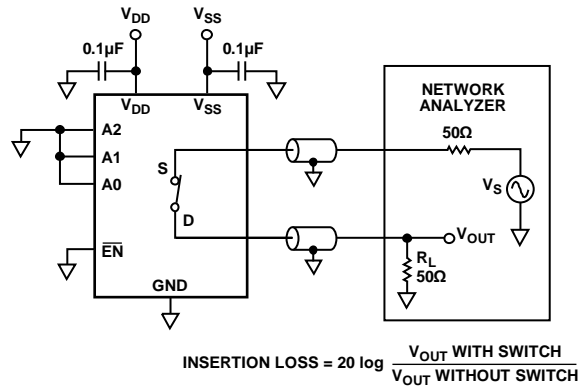 VDD
VSS
0.1µF
0.1µF
VDD
VSS
NETWORK
ANALYZER
A2
A1
A0
50Ω
S
VS
D
VOUT
EN
RL
50Ω
GND
INSERTION LOSS = 20 log VOUT WITH SWITCH
VOUT WITHOUT SWITCH